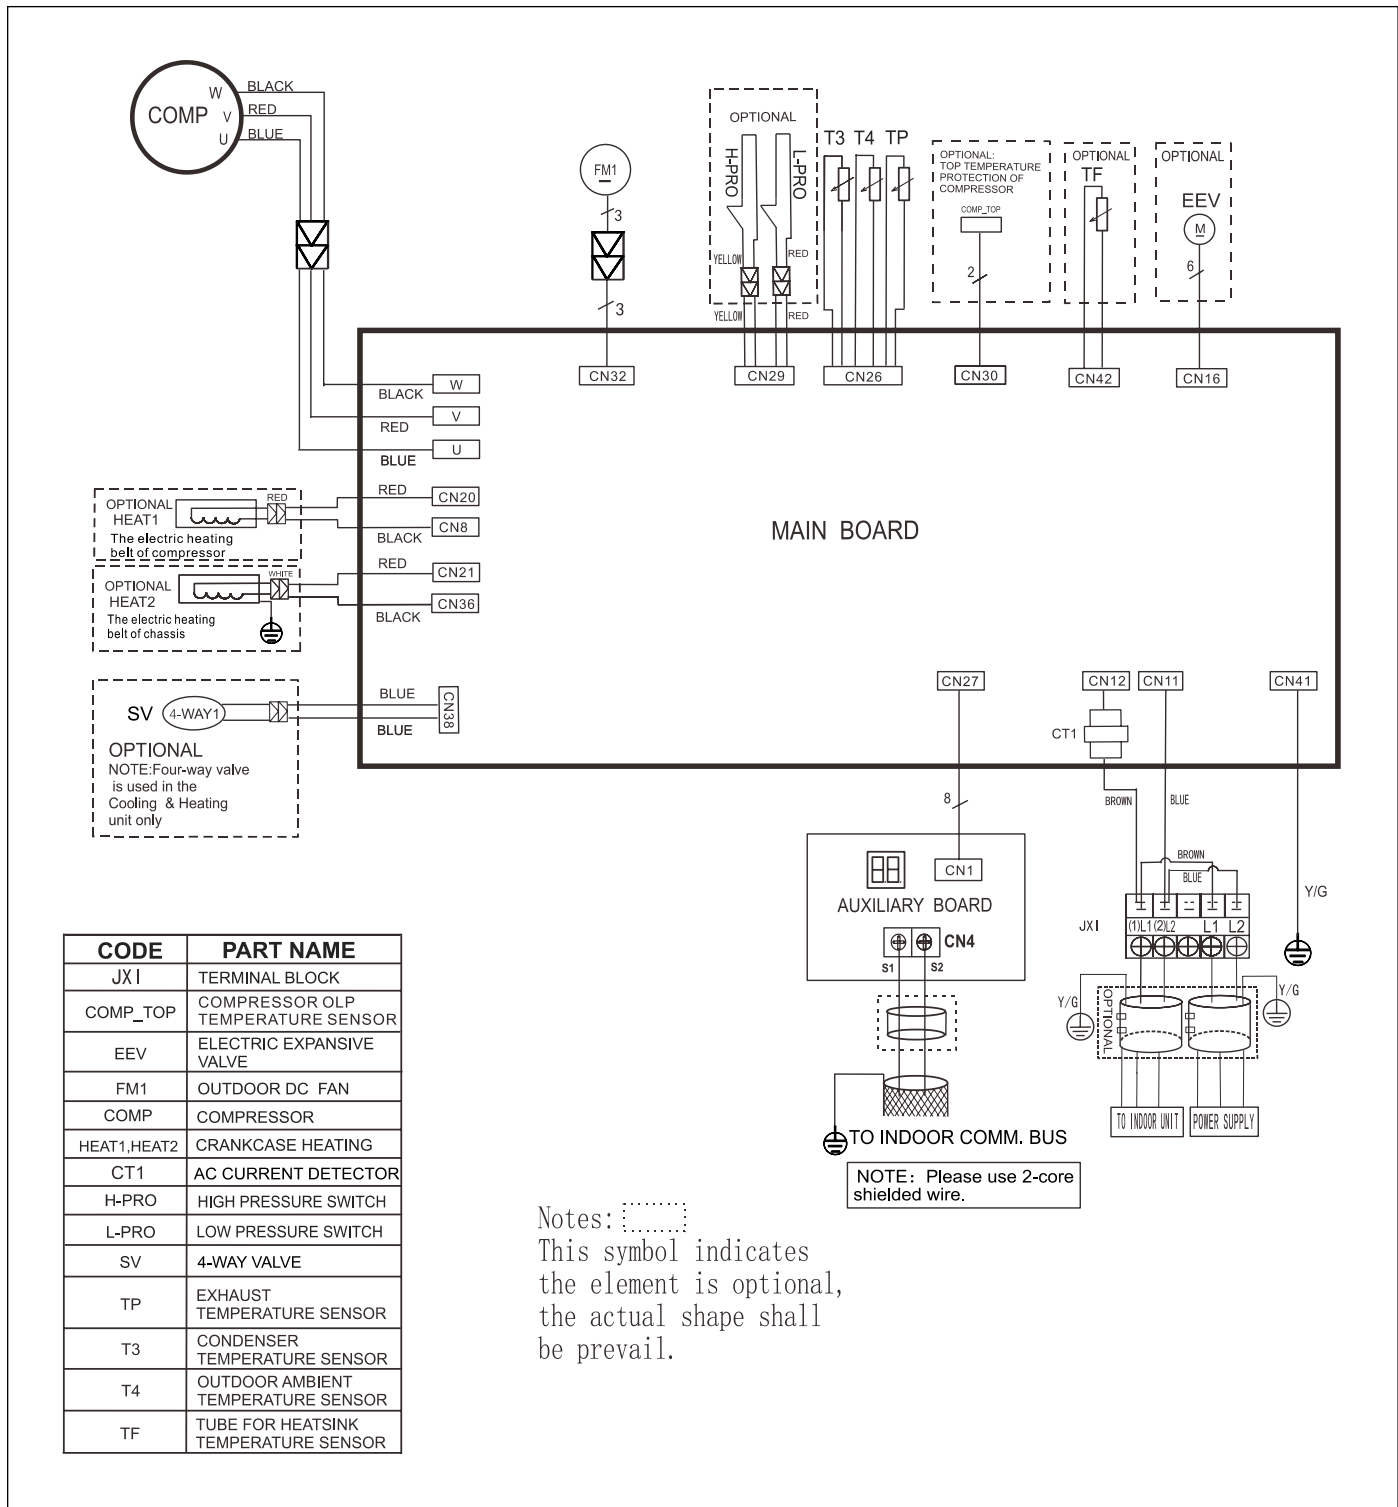 COMP
W
V
U
BLACK
RED
BLUE
FM1
3
3
OPTIONAL
H-PRO
L-PRO
YELLOW
RED
YELLOW
RED
T3 T4 TP
OPTIONAL:
TOP TEMPERATURE
PROTECTION OF
COMPRESSOR
COMP_TOP
2
OPTIONAL
TF
OPTIONAL
EEV
M
6
CN32
CN29
CN26
CN30
CN42
CN16
BLACK
W
RED
V
BLUE
U
OPTIONAL
HEAT1
RED
The electric heating
belt of compressor
RED
CN20
BLACK
CN8
OPTIONAL
HEAT2
WHITE
The electric heating
belt of chassis
RED
CN21
BLACK
CN36
MAIN BOARD
SV
4-WAY1
OPTIONAL
NOTE:Four-way valve
is used in the
Cooling & Heating
unit only
BLUE
BLUE
CN38
CN27
CN12
CN11
CN41
CT1
8
BROWN
BLUE
CN1
AUXILIARY BOARD
CN4
S1
S2
BROWN
BLUE
Y/G
JX1
(1)L1 (2)L2 L1 L2
Y/G
OPTIONAL
Y/G
TO INDOOR UNIT
POWER SUPPLY
TO INDOOR COMM. BUS
NOTE: Please use 2-core
shielded wire.
CODE PART NAME
JX1 TERMINAL BLOCK
COMP_TOP COMPRESSOR OLP
TEMPERATURE SENSOR
EEV ELECTRIC EXPANSIVE
VALVE
FM1 OUTDOOR DC FAN
COMP COMPRESSOR
HEAT1,HEAT2 CRANKCASE HEATING
CT1 AC CURRENT DETECTOR
H-PRO HIGH PRESSURE SWITCH
L-PRO LOW PRESSURE SWITCH
SV 4-WAY VALVE
TP EXHAUST
TEMPERATURE SENSOR
T3 CONDENSER
TEMPERATURE SENSOR
T4 OUTDOOR AMBIENT
TEMPERATURE SENSOR
TF TUBE FOR HEATSINK
TEMPERATURE SENSOR
Notes:
This symbol indicates
the element is optional,
the actual shape shall
be prevail.